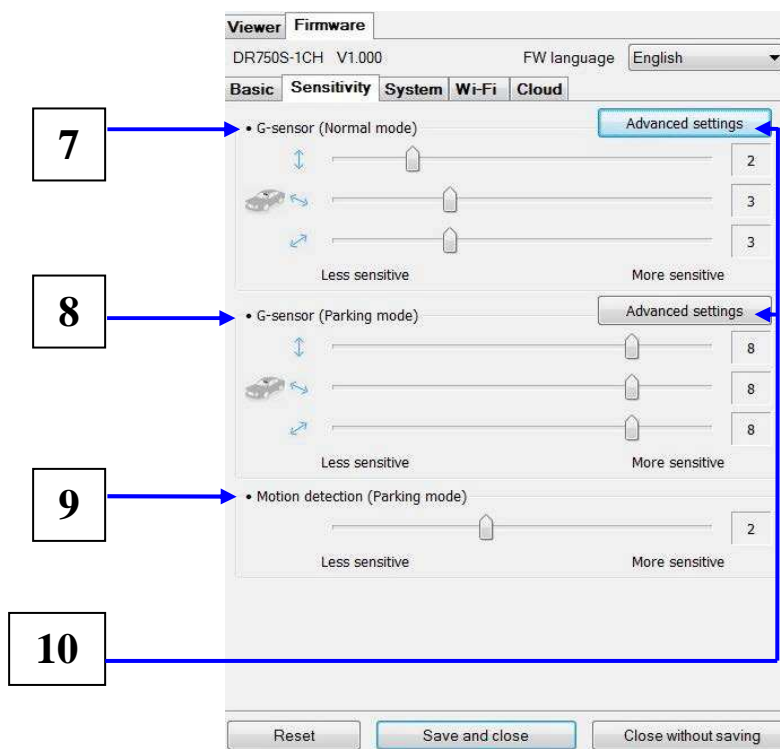 Viewer Firmware
DR750S-1CH V1.000 FW language English
Basic Sensitivity System Wi-Fi Cloud
7
• G-sensor (Normal mode) Advanced settings
2
3
3
Less sensitive More sensitive
8
• G-sensor (Parking mode) Advanced settings
8
8
8
Less sensitive More sensitive
9
• Motion detection (Parking mode)
2
Less sensitive More sensitive
10
Reset Save and close Close without saving